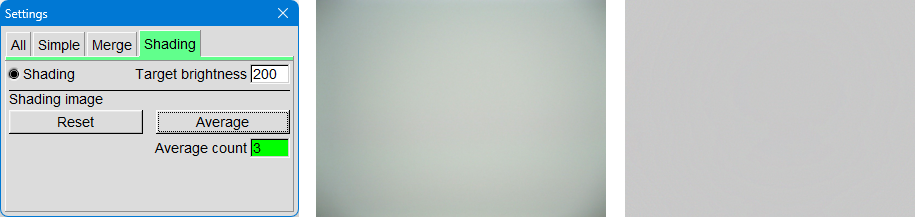 Settings
All Simple Merge Shading
Shading Target brightness 200
Shading image
Reset Average
Average count 3